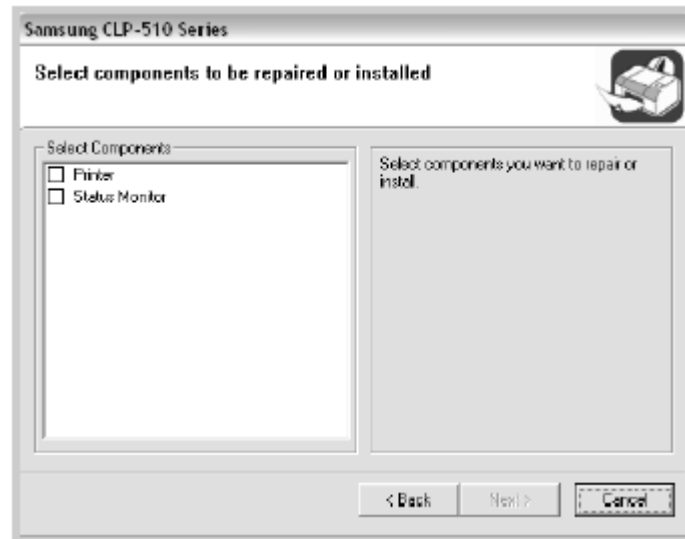 Samsung CLP-510 Series
Select components to be repaired or installed
Select Components
Printer
Status Monitor
Select components you want to repair or
install.
< Back
Next >
Cancel